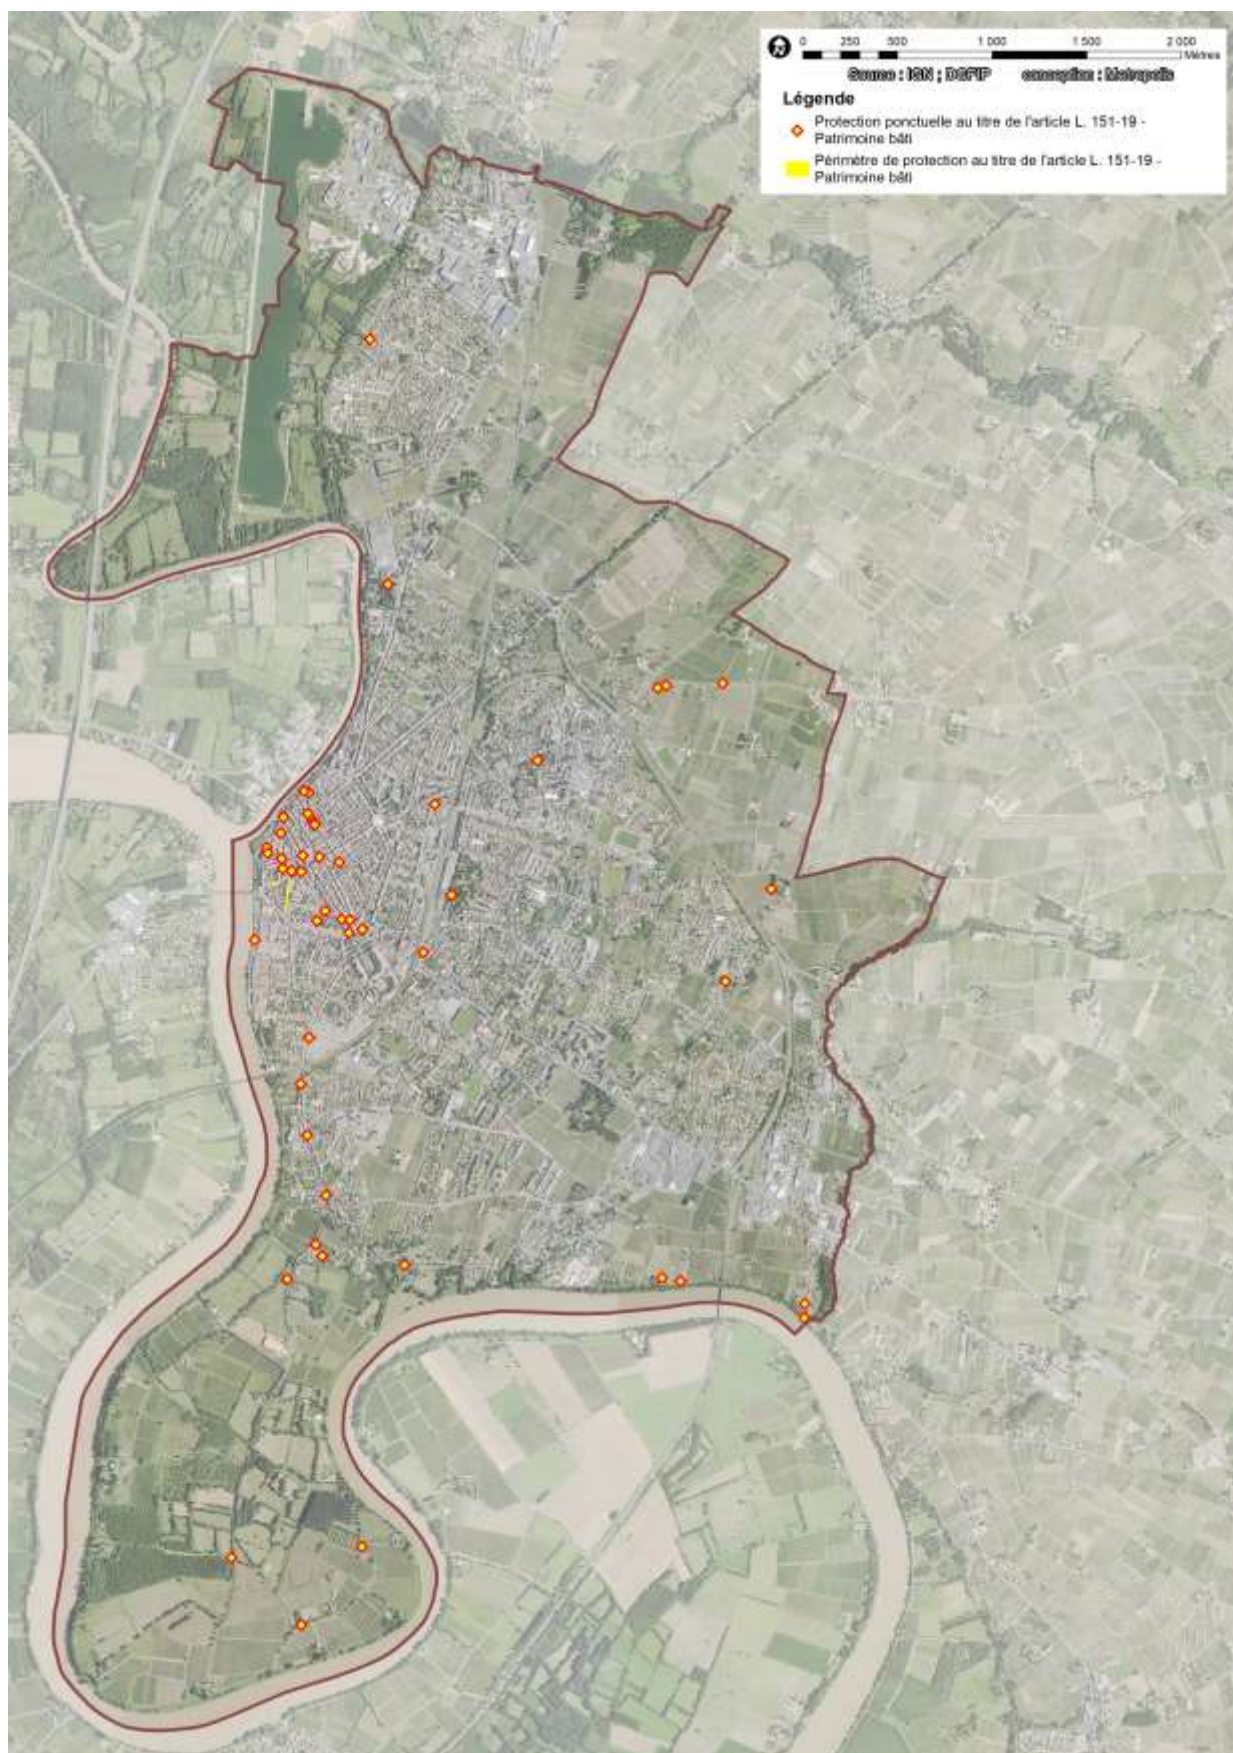 N 0 250 500 1 000 1 500 2 000
Mètres
Source : IGN ; DGFIP conception : Metropolis
Légende
Protection ponctuelle au titre de l'article L. 151-19 -
Patrimoine bâti
Périmètre de protection au titre de l'article L. 151-19 -
Patrimoine bâti